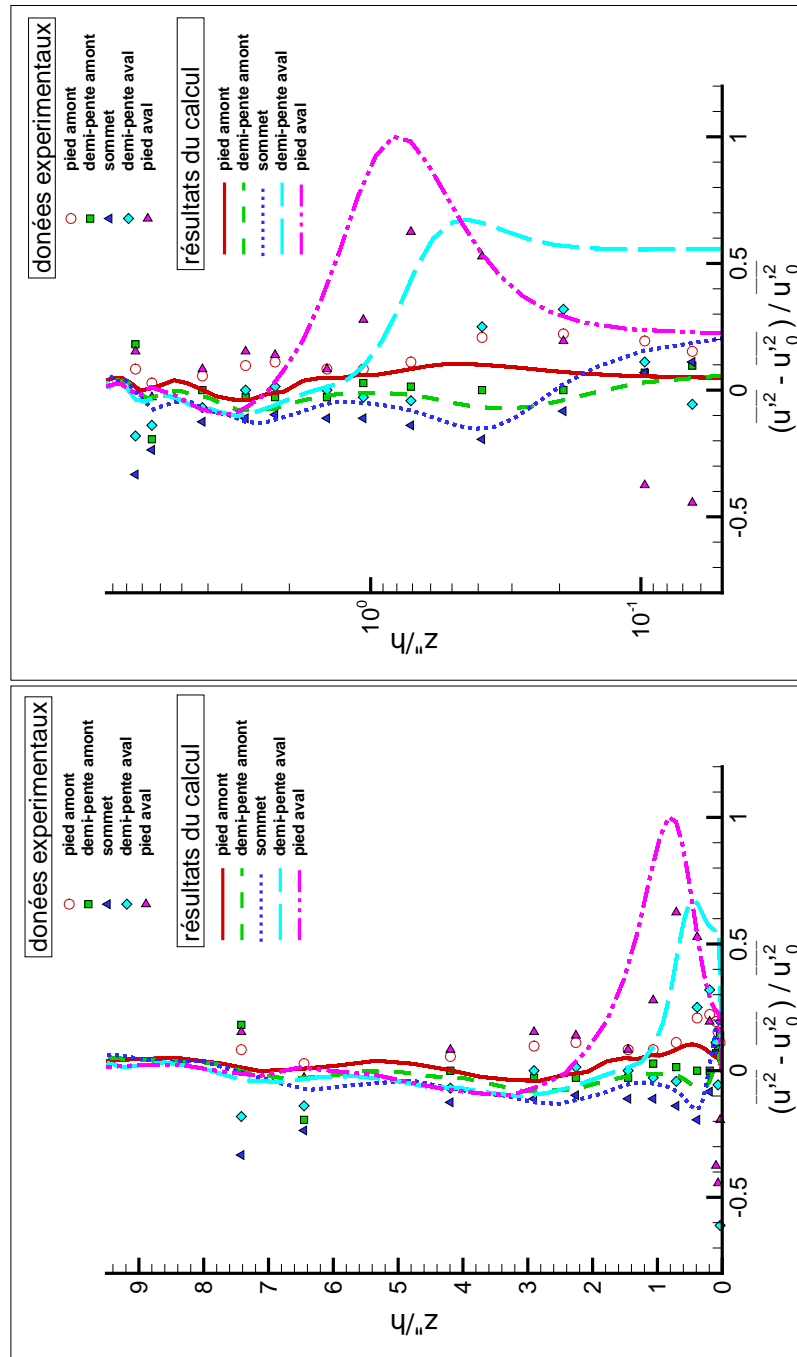 donées experimentaux
pied amont
demi-pente amont
sommet
demi-pente aval
pied aval
résultats du calcul
pied amont
demi-pente amont
sommet
demi-pente aval
pied aval
z"/h
9
8
7
6
5
4
3
2
1
0
-0.5
0
0.5
1
(u'² - u'²₀ ) / u'²₀
donées experimentaux
pied amont
demi-pente amont
sommet
demi-pente aval
pied aval
résultats du calcul
pied amont
demi-pente amont
sommet
demi-pente aval
pied aval
z"/h
10⁰
10⁻¹
-0.5
0
0.5
1
(u'² - u'²₀ ) / u'²₀